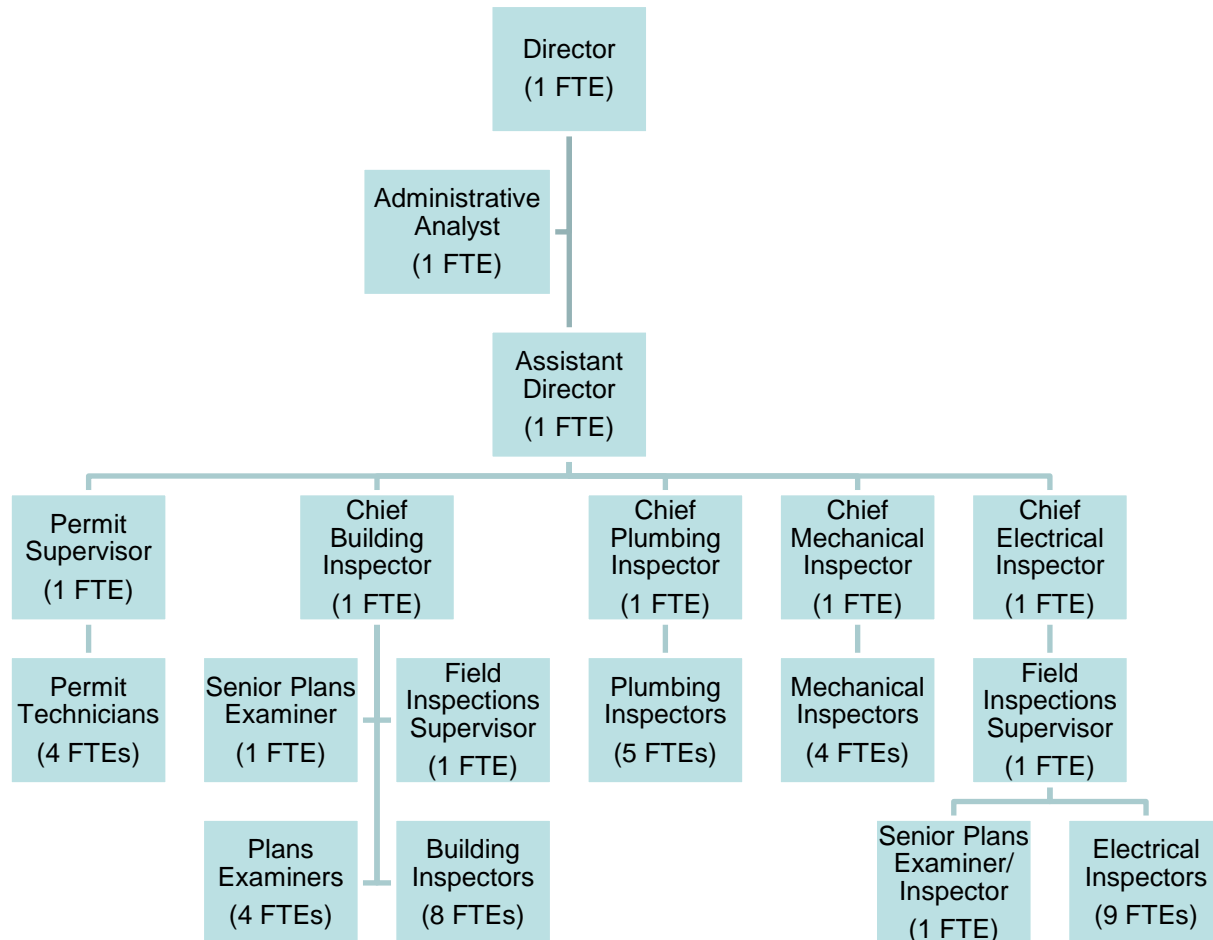 Director
(1 FTE)
Administrative
Analyst
(1 FTE)
Assistant
Director
(1 FTE)
Permit
Supervisor
(1 FTE)
Chief
Building
Inspector
(1 FTE)
Chief
Plumbing
Inspector
(1 FTE)
Chief
Mechanical
Inspector
(1 FTE)
Chief
Electrical
Inspector
(1 FTE)
Permit
Technicians
(4 FTEs)
Senior Plans
Examiner
(1 FTE)
Field
Inspections
Supervisor
(1 FTE)
Plumbing
Inspectors
(5 FTEs)
Mechanical
Inspectors
(4 FTEs)
Field
Inspections
Supervisor
(1 FTE)
Plans
Examiners
(4 FTEs)
Building
Inspectors
(8 FTEs)
Senior Plans
Examiner/
Inspector
(1 FTE)
Electrical
Inspectors
(9 FTEs)